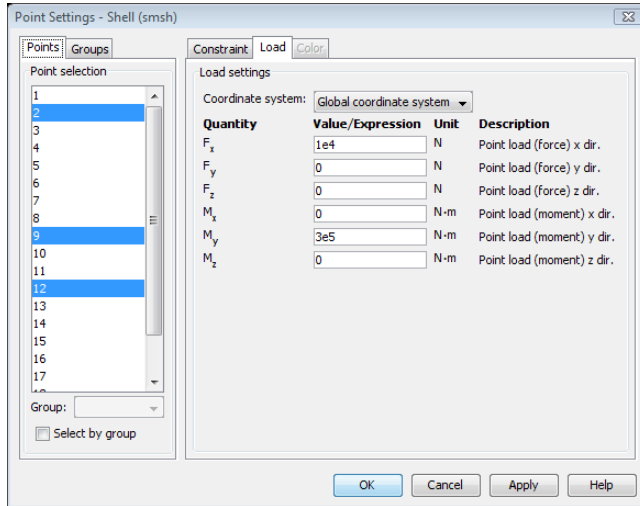 Point Settings - Shell (smsh)
Points Groups
Constraint Load Color
Point selection
1
2
3
4
5
6
7
8
9
10
11
12
13
14
15
16
17
Group:
Select by group
Load settings
Coordinate system: Global coordinate system
Quantity Value/Expression Unit Description
Fx 1e4 N Point load (force) x dir.
Fy 0 N Point load (force) y dir.
Fz 0 N Point load (force) z dir.
Mx 0 N·m Point load (moment) x dir.
My 3e5 N·m Point load (moment) y dir.
Mz 0 N·m Point load (moment) z dir.
OK Cancel Apply Help